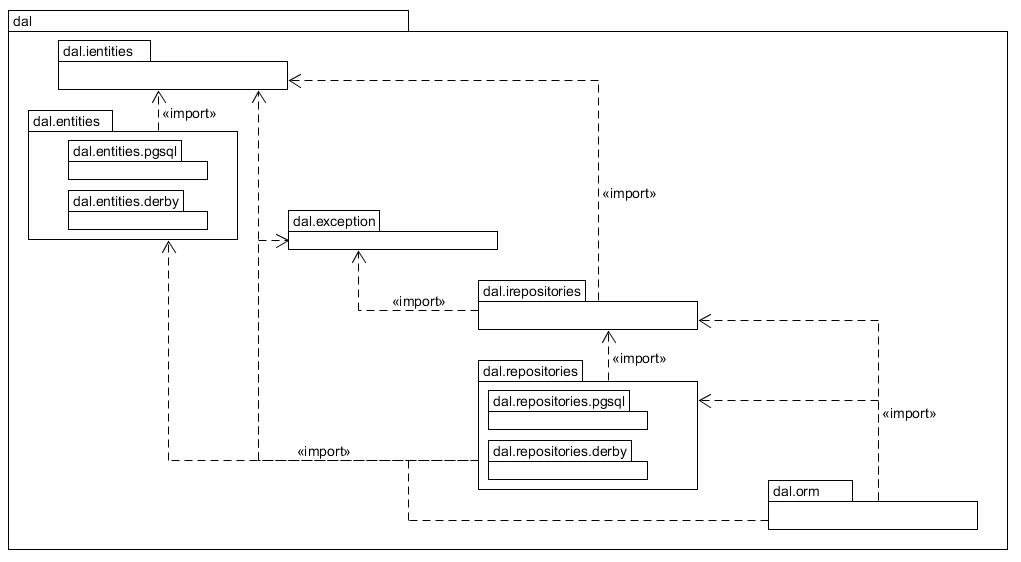 dal
dal.ientities
«import»
dal.entities
dal.entities.pgsql
dal.entities.derby
«import»
dal.exception
dal.irepositories
«import»
«import»
dal.repositories
dal.repositories.pgsql
«import»
dal.repositories.derby
«import»
dal.orm